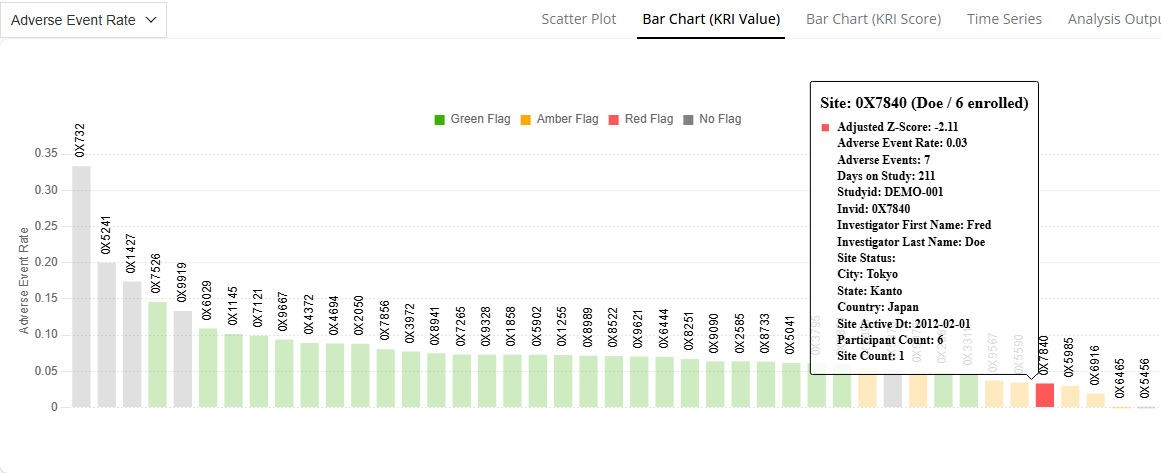 Adverse Event Rate
Scatter Plot
Bar Chart (KRI Value)
Bar Chart (KRI Score)
Time Series
Analysis Outpu
Green Flag
Amber Flag
Red Flag
No Flag
Site: 0X7840 (Doe / 6 enrolled)
Adjusted Z-Score: -2.11
Adverse Event Rate: 0.03
Adverse Events: 7
Days on Study: 211
Studyid: DEMO-001
Invid: 0X7840
Investigator First Name: Fred
Investigator Last Name: Doe
Site Status:
City: Tokyo
State: Kanto
Country: Japan
Site Active Dt: 2012-02-01
Participant Count: 6
Site Count: 1
Adverse Event Rate
0.35
0.30
0.25
0.20
0.15
0.10
0.05
0
0X732
0X5241
0X1427
0X7526
0X9919
0X6029
0X1145
0X7121
0X9667
0X4372
0X4694
0X2050
0X7856
0X3972
0X8941
0X7265
0X9328
0X1858
0X5902
0X1255
0X8989
0X8522
0X9621
0X6444
0X8251
0X9090
0X2585
0X8733
0X5041
0X3795
0X9567
0X5590
0X7840
0X5985
0X6916
0X6465
0X5456